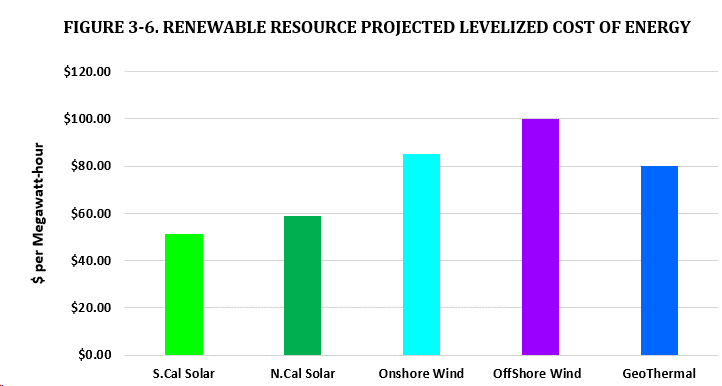 FIGURE 3-6. RENEWABLE RESOURCE PROJECTED LEVELIZED COST OF ENERGY
$ per Megawatt-hour
$120.00
$100.00
$80.00
$60.00
$40.00
$20.00
$0.00
S.Cal Solar
N.Cal Solar
Onshore Wind
OffShore Wind
GeoThermal